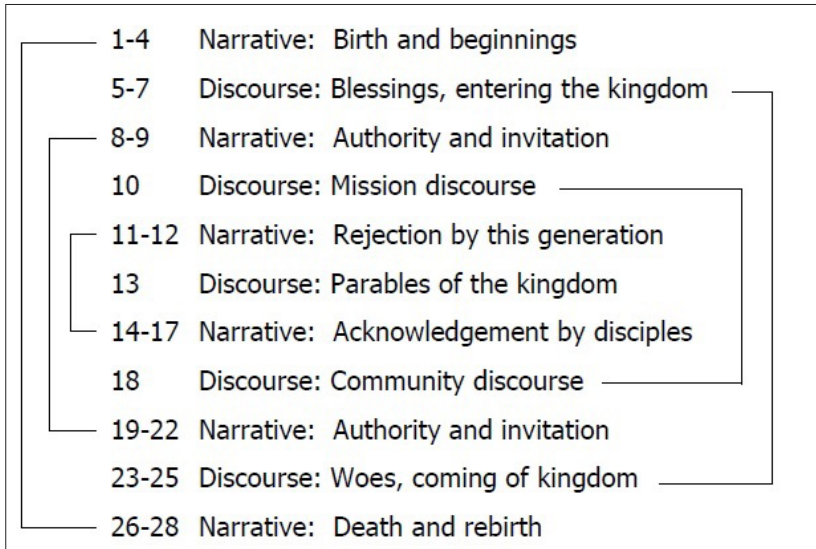 1-4 Narrative: Birth and beginnings
5-7 Discourse: Blessings, entering the kingdom
8-9 Narrative: Authority and invitation
10 Discourse: Mission discourse
11-12 Narrative: Rejection by this generation
13 Discourse: Parables of the kingdom
14-17 Narrative: Acknowledgement by disciples
18 Discourse: Community discourse
19-22 Narrative: Authority and invitation
23-25 Discourse: Woes, coming of kingdom
26-28 Narrative: Death and rebirth